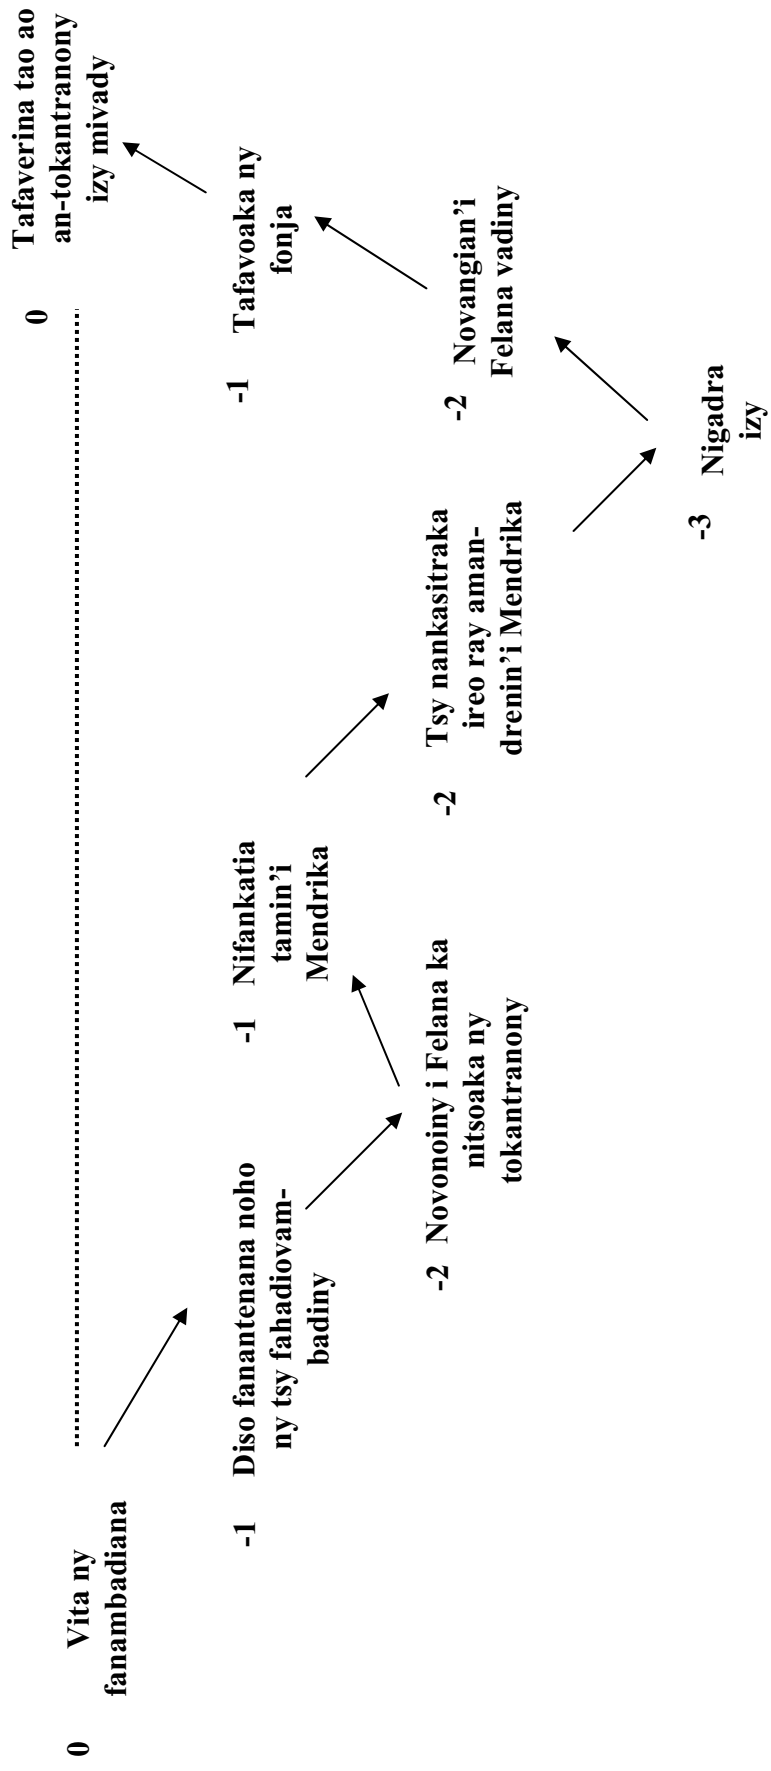 0 Vita ny
fanambadiana
-1 Diso fanantenana noho
ny tsy fahadiovam-
badiny
-2 Novonoiny i Felana ka
nitsoaka ny
tokantranony
-1 Nifankatia
tamin’i
Mendrika
-2 Tsy nankasitraka
ireo ray aman-
drenin’i Mendrika
-3 Nigadra
izy
-2 Novangian’i
Felana vadiny
-1 Tafavoaka ny
fonja
0 Tafaverina tao ao
an-tokantranony
izy mivady